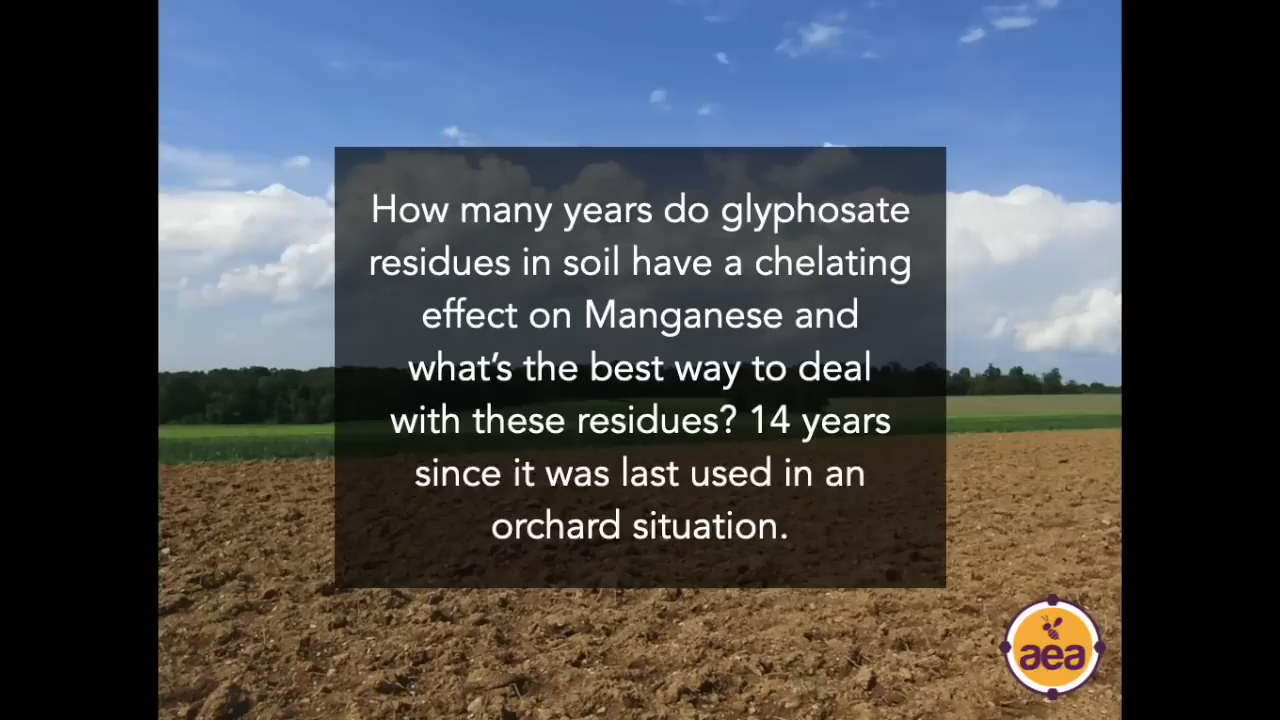 How many years do glyphosate
residues in soil have a chelating
effect on Manganese and
what's the best way to deal
with these residues? 14 years
since it was last used in an
orchard situation.
aea